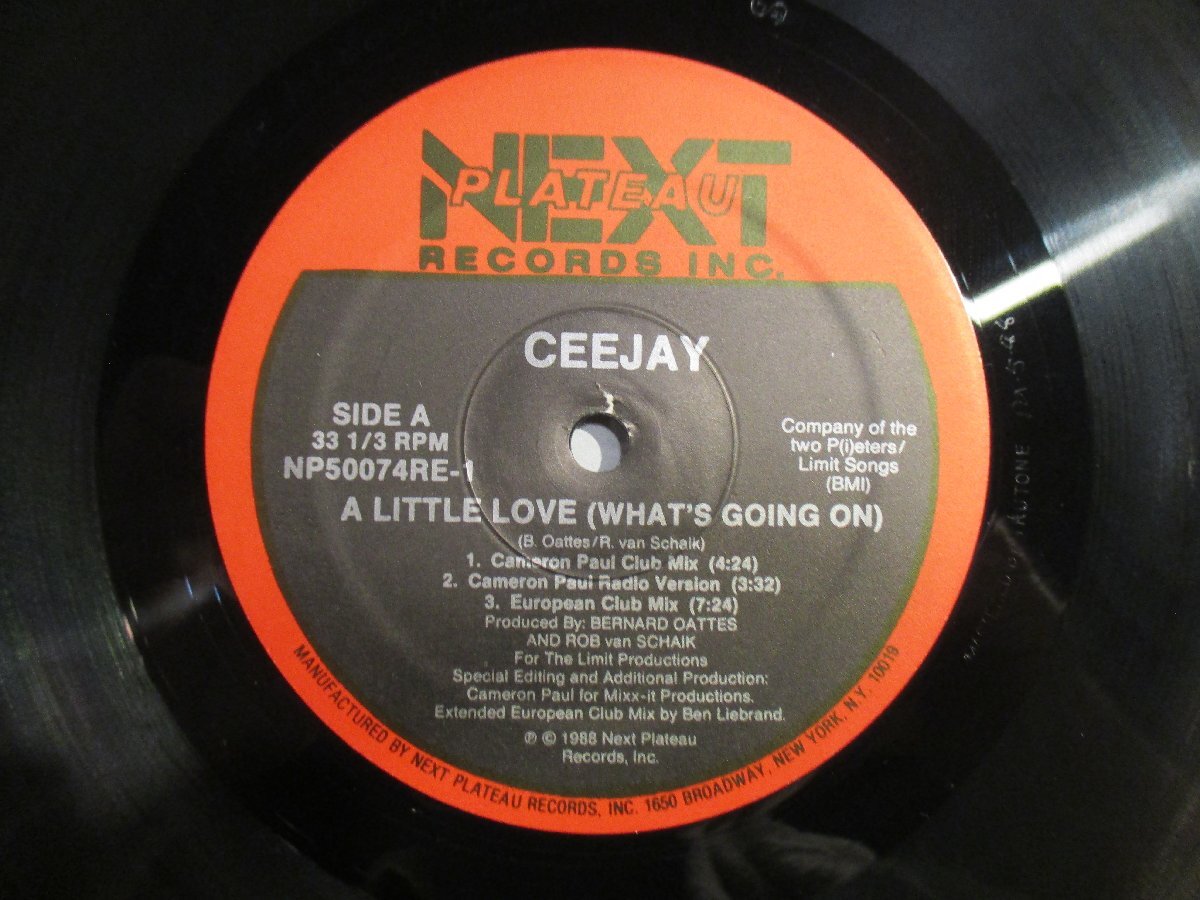 NEXT
PLATEAU
RECORDS INC.
CEEJAY
SIDE A
33 1/3 RPM
NP50074RE-1
Company of the
two P(i)eters/
Limit Songs
(BMI)
A LITTLE LOVE (WHAT'S GOING ON)
(B. Oattes/R. van Schaik)
1. Cameron Paul Club Mix (4:24)
2. Cameron Paul Radio Version (3:32)
3. European Club Mix (7:24)
Produced By: BERNARD OATTES
AND ROB van SCHAIK
For The Limit Productions
Special Editing and Additional Production:
Cameron Paul for Mixx-it Productions.
Extended European Club Mix by Ben Liebrand.
℗ © 1988 Next Plateau
Records, Inc.
MANUFACTURED BY NEXT PLATEAU RECORDS, INC. 1650 BROADWAY, NEW YORK, N.Y. 10019